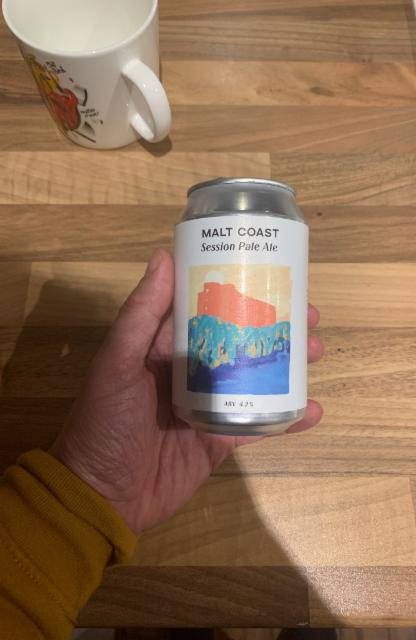 MALT COAST
Session Pale Ale
ABV 4.2%